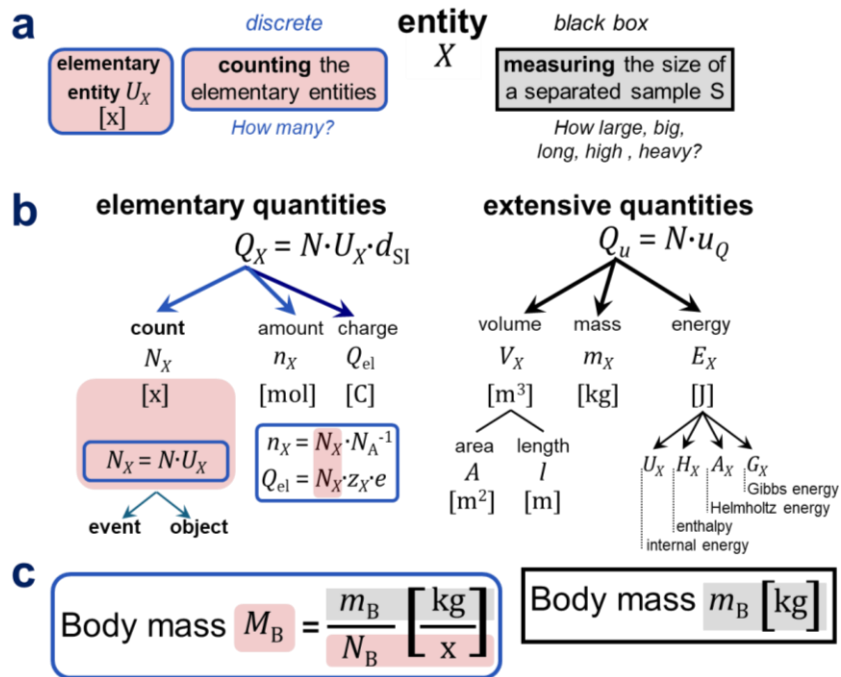 a
discrete
entity
X
black box
elementary
entity U_X
[x]
counting the
elementary entities
measuring the size of
a separated sample S
How many?
How large, big,
long, high , heavy?
b
elementary quantities
extensive quantities
Q_X = N·U_X·d_SI
Q_u = N·u_Q
count amount charge
volume mass energy
N_X n_X Q_el
V_X m_X E_X
[x] [mol] [C]
[m³] [kg] [J]
n_X = N_X·N_A⁻¹
Q_el = N_X·z_X·e
N_X = N·U_X
event object
area length
A l
[m²] [m]
U_X H_X A_X G_X
Gibbs energy
Helmholtz energy
enthalpy
internal energy
c
Body mass M_B = m_B / N_B [kg / x]
Body mass m_B [kg]